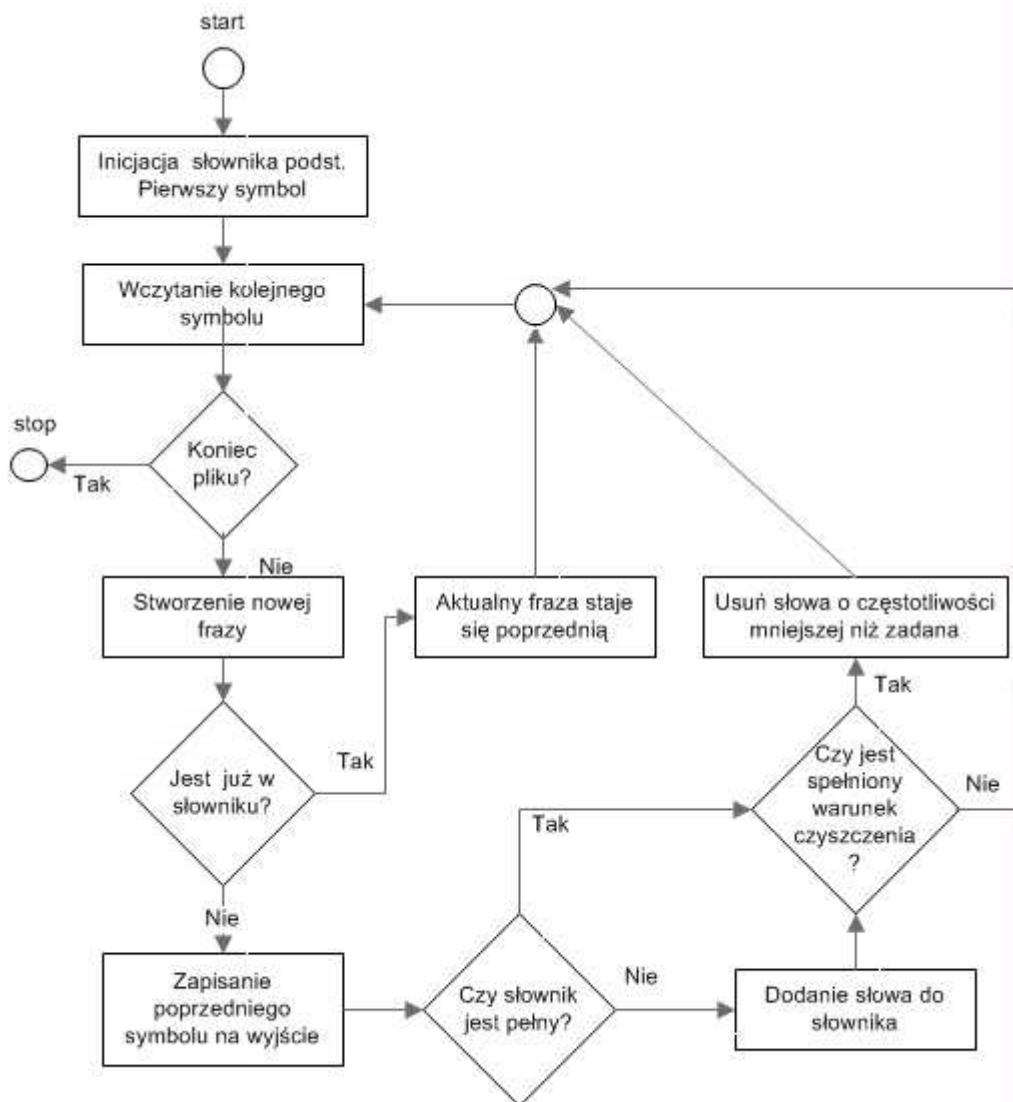 start
Inicjacja słownika podst.
Pierwszy symbol
Wczytanie kolejnego
symbolu
stop
Koniec
pliku?
Tak
Nie
Stworzenie nowej
frazy
Aktualny fraza staje
się poprzednią
Usuń słowa o częstotliwości
mniejszej niż zadana
Jest już w
słowniku?
Tak
Nie
Zapisanie
poprzedniego
symbolu na wyjście
Czy słownik
jest pełny?
Tak
Nie
Dodanie słowa do
słownika
Czy jest
spełniony
warunek
czyszczenia
?
Tak
Nie